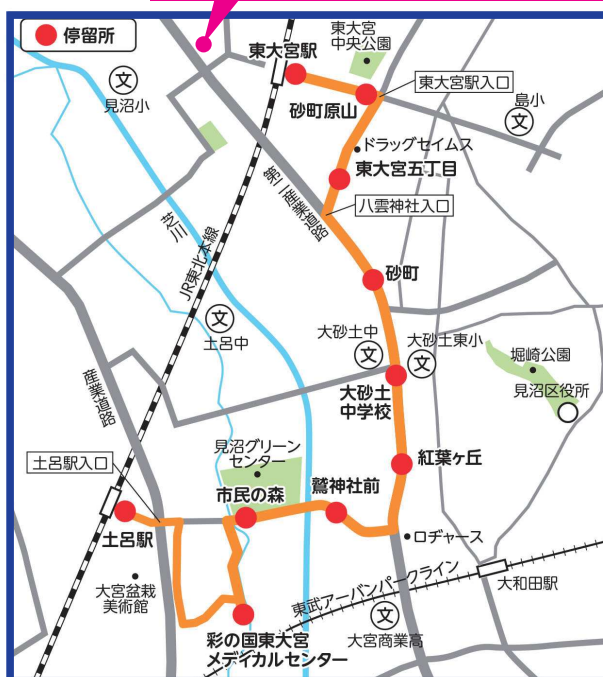 停留所
東大宮
中央公園
東大宮駅
東大宮駅入口
文
見沼小
砂町原山
島小
文
ドラッグセイムス
東大宮五丁目
第二産業道路
八雲神社入口
芝川
JR東北本線
砂町
文
土呂中
大砂土中
文
大砂土東小
文
堀崎公園
見沼区役所
産業道路
大砂土
中学校
土呂駅入口
見沼グリーン
センター
紅葉ヶ丘
市民の森
鷲神社前
土呂駅
ロヂャース
大宮盆栽
美術館
東武アーバンパークライン
大和田駅
文
大宮商業高
彩の国東大宮
メディカルセンター